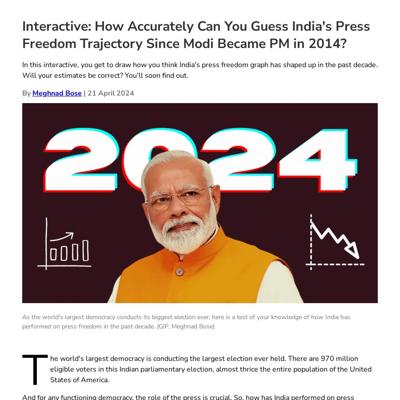 Interactive: How Accurately Can You Guess India's Press
Freedom Trajectory Since Modi Became PM in 2014?
In this interactive, you get to draw how you think India's press freedom graph has shaped up in the past decade.
Will your estimates be correct? You'll soon find out.
By Meghnad Bose | 21 April 2024
2024
As the world's largest democracy conducts its biggest election ever, here is a test of your knowledge of how India has
performed on press freedom in the past decade. (GIF: Meghnad Bose)
The world's largest democracy is conducting the largest election ever held. There are 970 million
eligible voters in this Indian parliamentary election, almost thrice the entire population of the United
States of America.
And for any functioning democracy, the role of the press is crucial. So, how has India performed on press